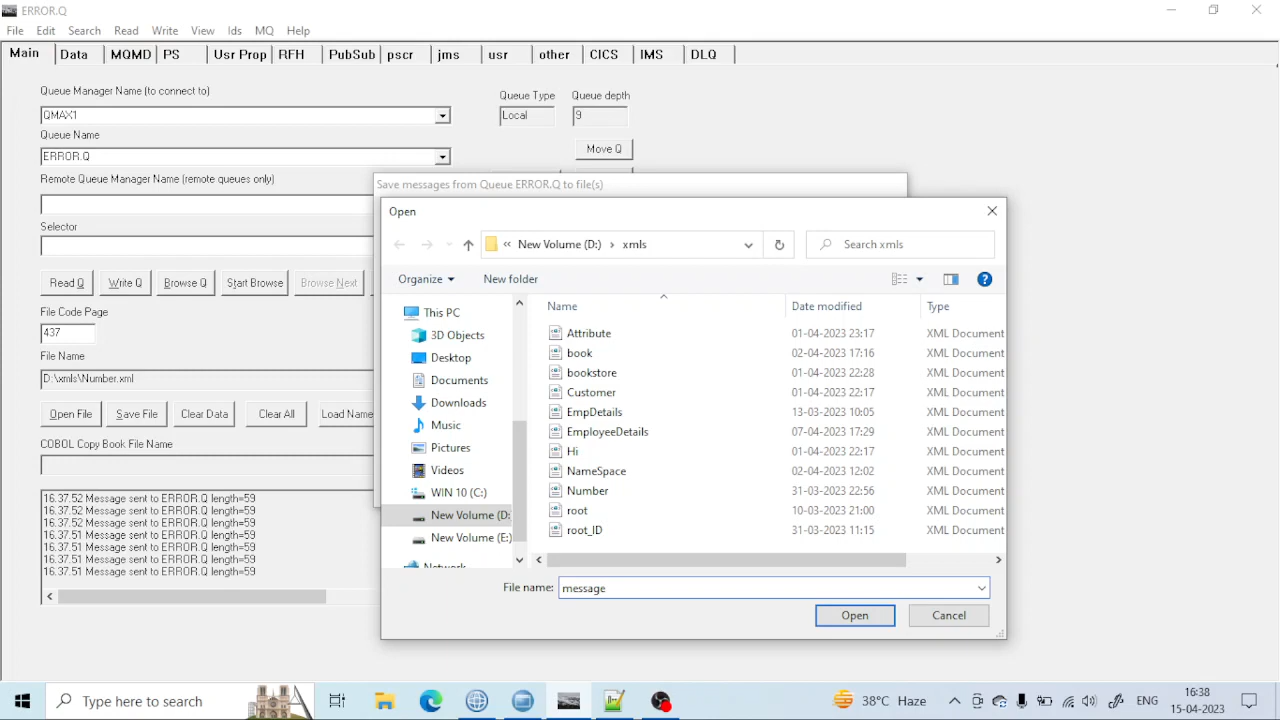 ERROR.Q
File Edit Search Read Write View Ids MQ Help
Main Data MQMD PS Usr Prop RFH PubSub pscr jms usr other CICS IMS DLQ
Queue Manager Name (to connect to)
Queue Type Queue depth
QMAX1
Local 9
Queue Name
Move Q
ERROR.Q
Remote Queue Manager Name (remote queues only)
Save messages from Queue ERROR.Q to file(s)
Selector
Read Q Write Q Browse Q Start Browse Browse Next
File Code Page
437
File Name
D:\xmls\Number.xml
Open File Save File Clear Data Clear All Load Name
COBOL Copy Book File Name
16.37.52 Message sent to ERROR.Q length=59
16.37.52 Message sent to ERROR.Q length=59
16.37.52 Message sent to ERROR.Q length=59
16.37.51 Message sent to ERROR.Q length=59
16.37.51 Message sent to ERROR.Q length=59
16.37.51 Message sent to ERROR.Q length=59
16.37.51 Message sent to ERROR.Q length=59
Open
« New Volume (D:) › xmls
Search xmls
Organize New folder
This PC
3D Objects
Desktop
Documents
Downloads
Music
Pictures
Videos
WIN 10 (C:)
New Volume (D:
New Volume (E:)
Network
Name Date modified Type
Attribute 01-04-2023 23:17 XML Document
book 02-04-2023 17:16 XML Document
bookstore 01-04-2023 22:28 XML Document
Customer 01-04-2023 22:17 XML Document
EmpDetails 13-03-2023 10:05 XML Document
EmployeeDetails 07-04-2023 17:29 XML Document
Hi 01-04-2023 22:17 XML Document
NameSpace 02-04-2023 12:02 XML Document
Number 31-03-2023 22:56 XML Document
root 10-03-2023 21:00 XML Document
root_ID 31-03-2023 11:15 XML Document
File name: message
Open Cancel
Type here to search
38°C Haze
ENG
16:38
15-04-2023